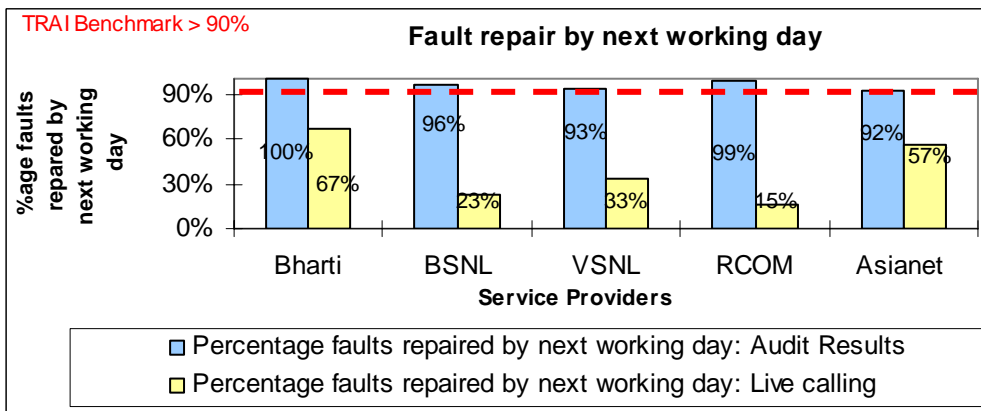 TRAI Benchmark > 90%
Fault repair by next working day
%age faults
repared by
next working
day
90%
60%
30%
0%
100%
67%
96%
23%
93%
33%
99%
15%
92%
57%
Bharti
BSNL
VSNL
RCOM
Asianet
Service Providers
Percentage faults repaired by next working day: Audit Results
Percentage faults repaired by next working day: Live calling